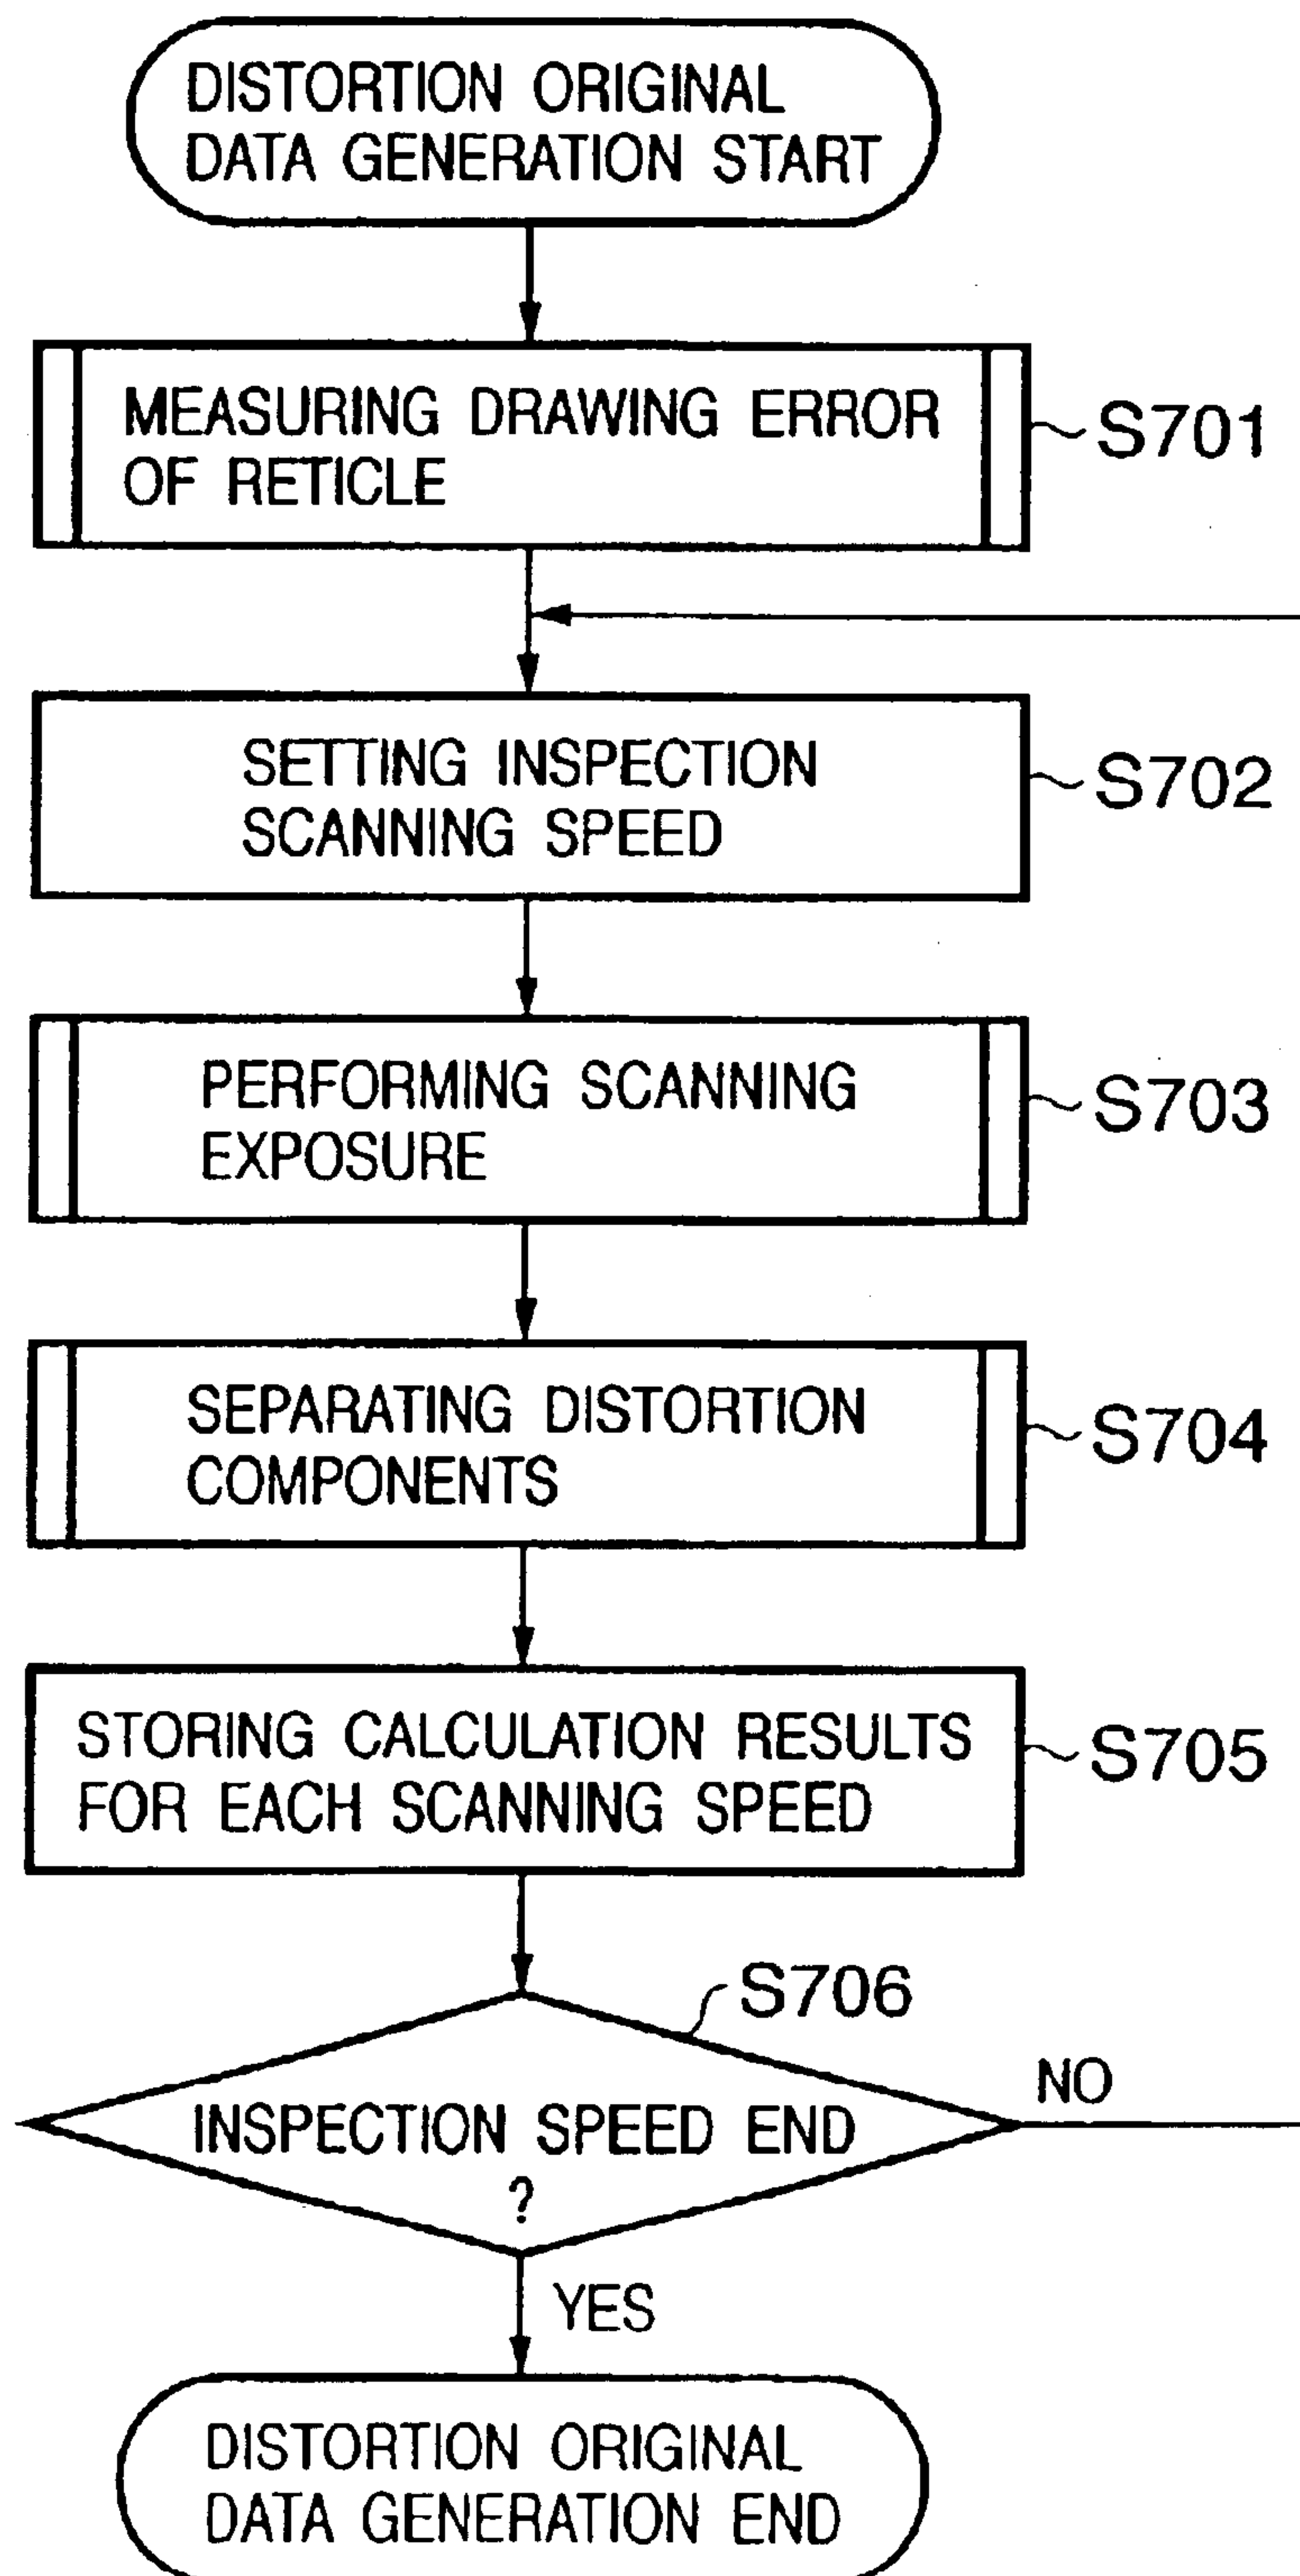 DISTORTION ORIGINAL
DATA GENERATION START
MEASURING DRAWING ERROR
OF RETICLE
S701
SETTING INSPECTION
SCANNING SPEED
S702
PERFORMING SCANNING
EXPOSURE
S703
SEPARATING DISTORTION
COMPONENTS
S704
STORING CALCULATION RESULTS
FOR EACH SCANNING SPEED
S705
S706
INSPECTION SPEED END
?
NO
YES
DISTORTION ORIGINAL
DATA GENERATION END